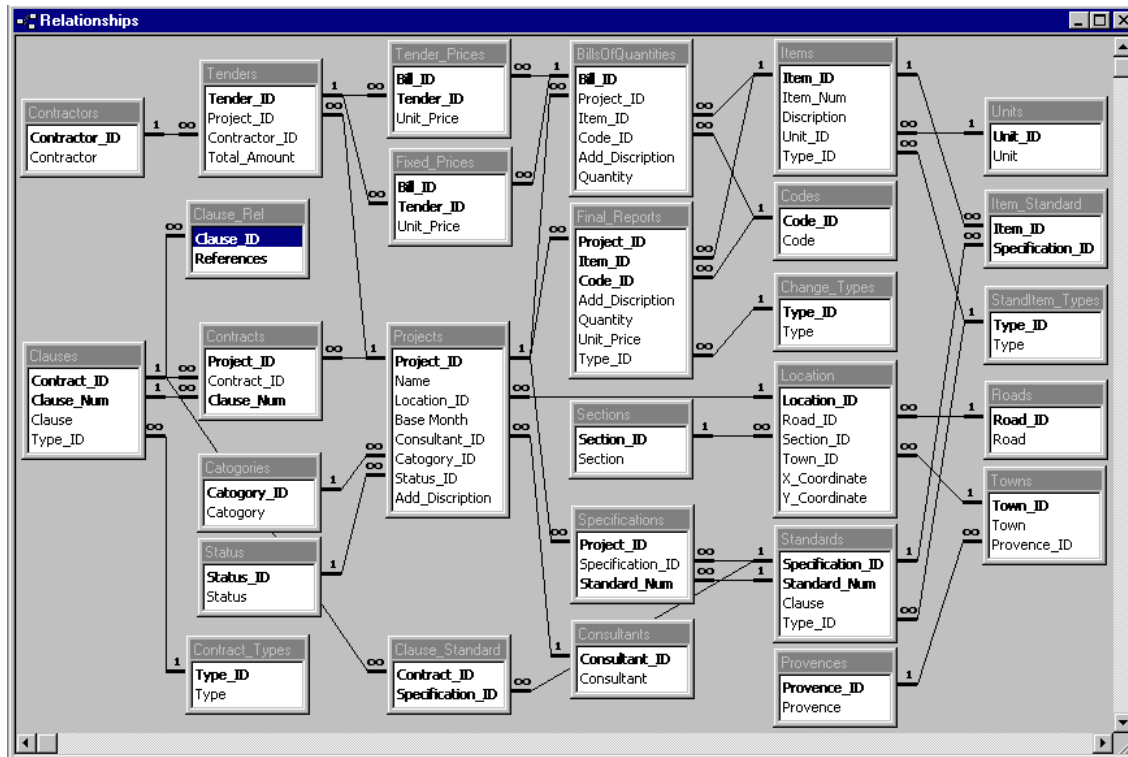 Relationships
Contractors
Contractor_ID
Contractor
Tenders
Tender_ID
Project_ID
Contractor_ID
Total_Amount
Tender_Prices
Bill_ID
Tender_ID
Unit_Price
Fixed_Prices
Bill_ID
Tender_ID
Unit_Price
BillsOfQuantities
Bill_ID
Project_ID
Item_ID
Code_ID
Add_Discription
Quantity
Items
Item_ID
Item_Num
Discription
Unit_ID
Type_ID
Units
Unit_ID
Unit
Clause_Rel
Clause_ID
References
Final_Reports
Project_ID
Item_ID
Code_ID
Add_Discription
Quantity
Unit_Price
Type_ID
Codes
Code_ID
Code
Item_Standard
Item_ID
Specification_ID
Change_Types
Type_ID
Type
StandItem_Types
Type_ID
Type
Clauses
Contract_ID
Clause_Num
Clause
Type_ID
Contracts
Project_ID
Contract_ID
Clause_Num
Projects
Project_ID
Name
Location_ID
Base Month
Consultant_ID
Catogory_ID
Status_ID
Add_Discription
Sections
Section_ID
Section
Location
Location_ID
Road_ID
Section_ID
Town_ID
X_Coordinate
Y_Coordinate
Roads
Road_ID
Road
Catogories
Catogory_ID
Catogory
Towns
Town_ID
Town
Provence_ID
Status
Status_ID
Status
Specifications
Project_ID
Specification_ID
Standard_Num
Standards
Specification_ID
Standard_Num
Clause
Type_ID
Contract_Types
Type_ID
Type
Clause_Standard
Contract_ID
Specification_ID
Consultants
Consultant_ID
Consultant
Provences
Provence_ID
Provence